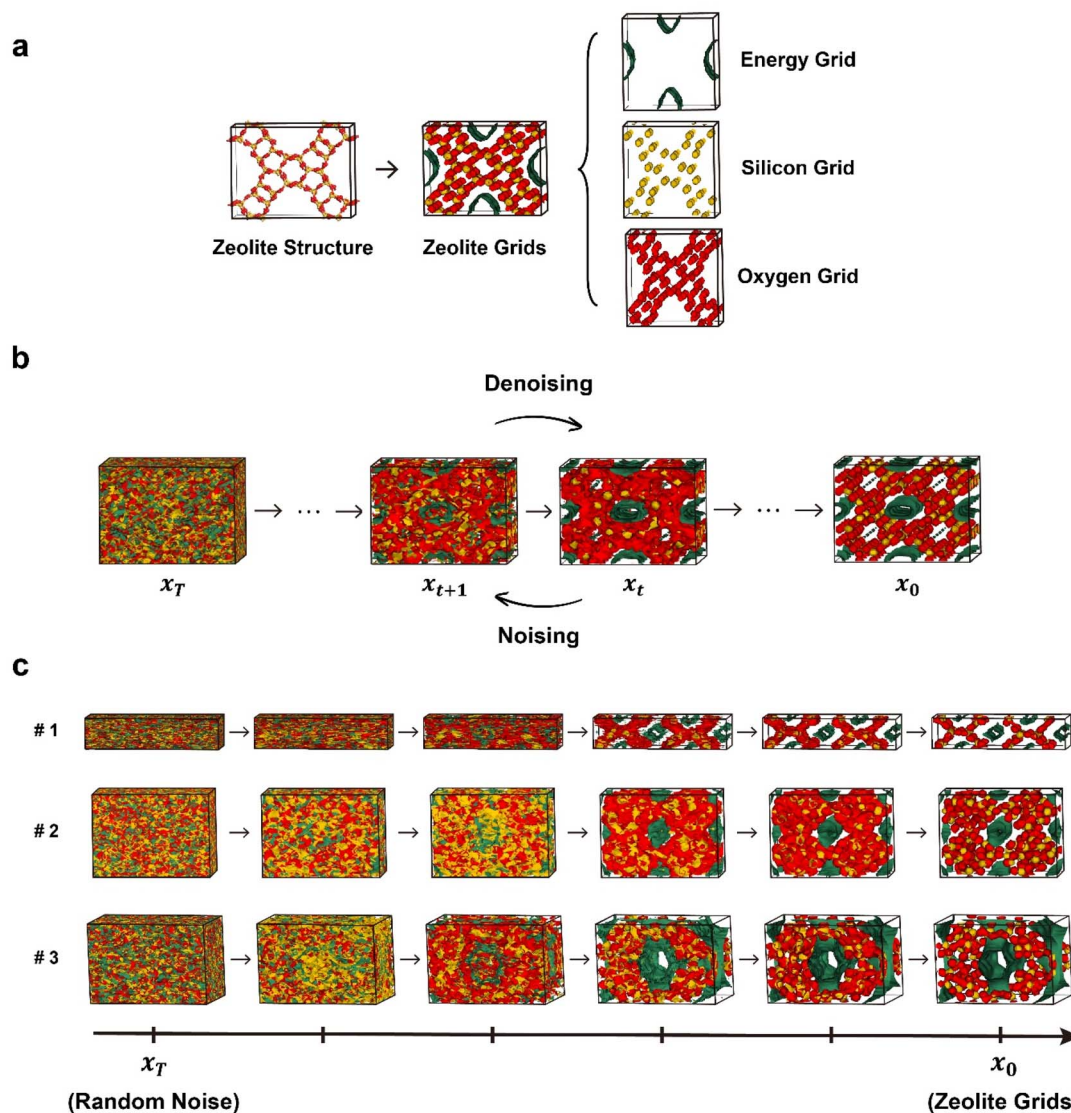 a
Energy Grid
Silicon Grid
Zeolite Structure
Zeolite Grids
Oxygen Grid
b
Denoising
...
...
x_T
x_{t+1}
x_t
x_0
Noising
c
# 1
# 2
# 3
x_T
x_0
(Random Noise)
(Zeolite Grids